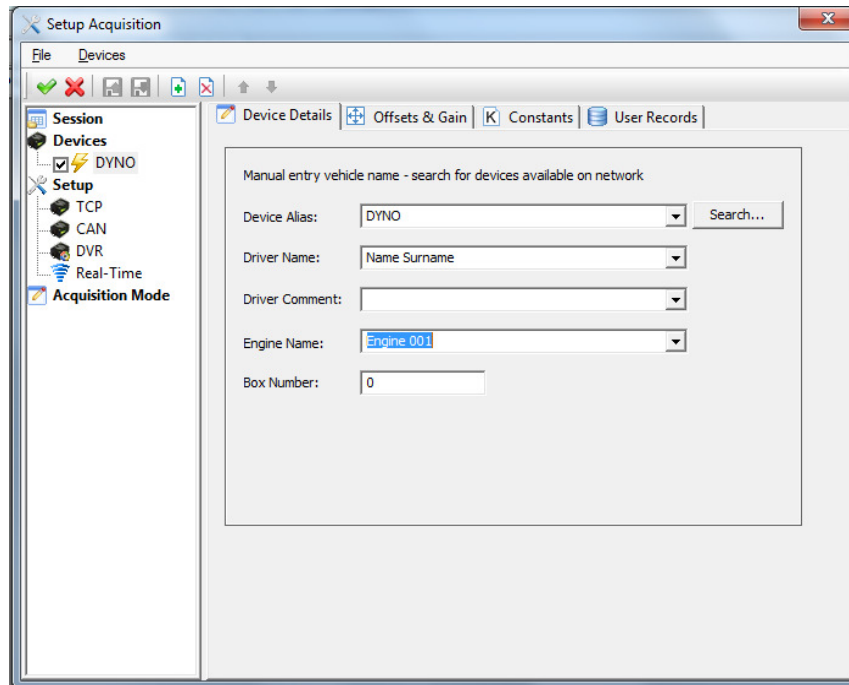 Setup Acquisition
File Devices
Session
Devices
DYNO
Setup
TCP
CAN
DVR
Real-Time
Acquisition Mode
Device Details Offsets & Gain K Constants User Records
Manual entry vehicle name - search for devices available on network
Device Alias: DYNO Search...
Driver Name: Name Surname
Driver Comment:
Engine Name: Engine 001
Box Number: 0